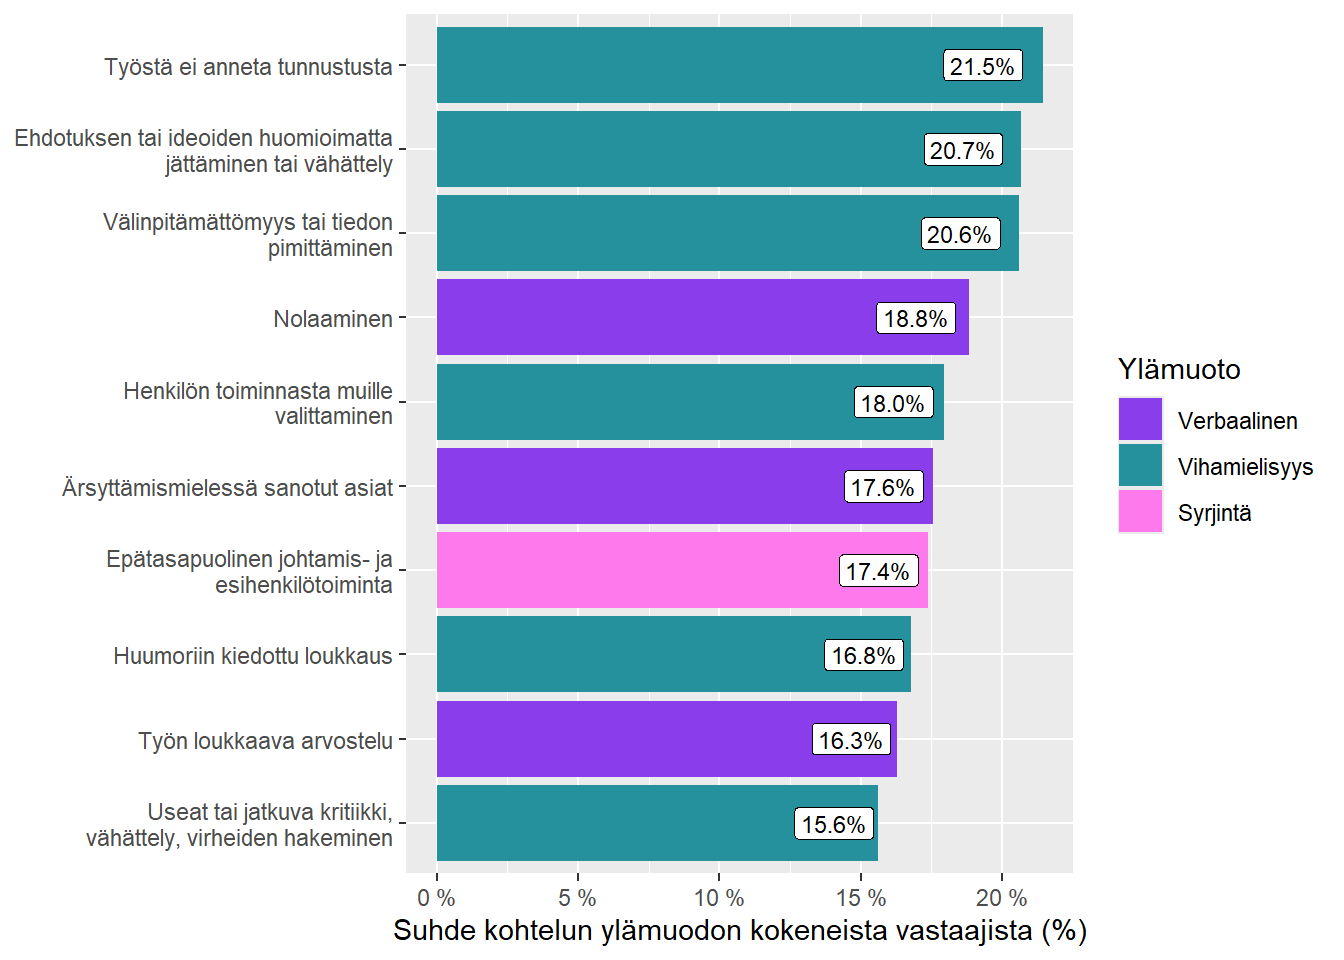 Työstä ei anneta tunnustusta
21.5%
Ehdotuksen tai ideoiden huomioimatta
jättäminen tai vähättely
20.7%
Välinpitämättömyys tai tiedon
pimittäminen
20.6%
Nolaaminen
18.8%
Henkilön toiminnasta muille
valittaminen
18.0%
Ärsyttämismielessä sanotut asiat
17.6%
Epätasapuolinen johtamis- ja
esihenkilötoiminta
17.4%
Huumoriin kiedottu loukkaus
16.8%
Työn loukkaava arvostelu
16.3%
Useat tai jatkuva kritiikki,
vähättely, virheiden hakeminen
15.6%
0 % 5 % 10 % 15 % 20 %
Suhde kohtelun ylämuodon kokeneista vastaajista (%)
Ylämuoto
Verbaalinen
Vihamielisyys
Syrjintä